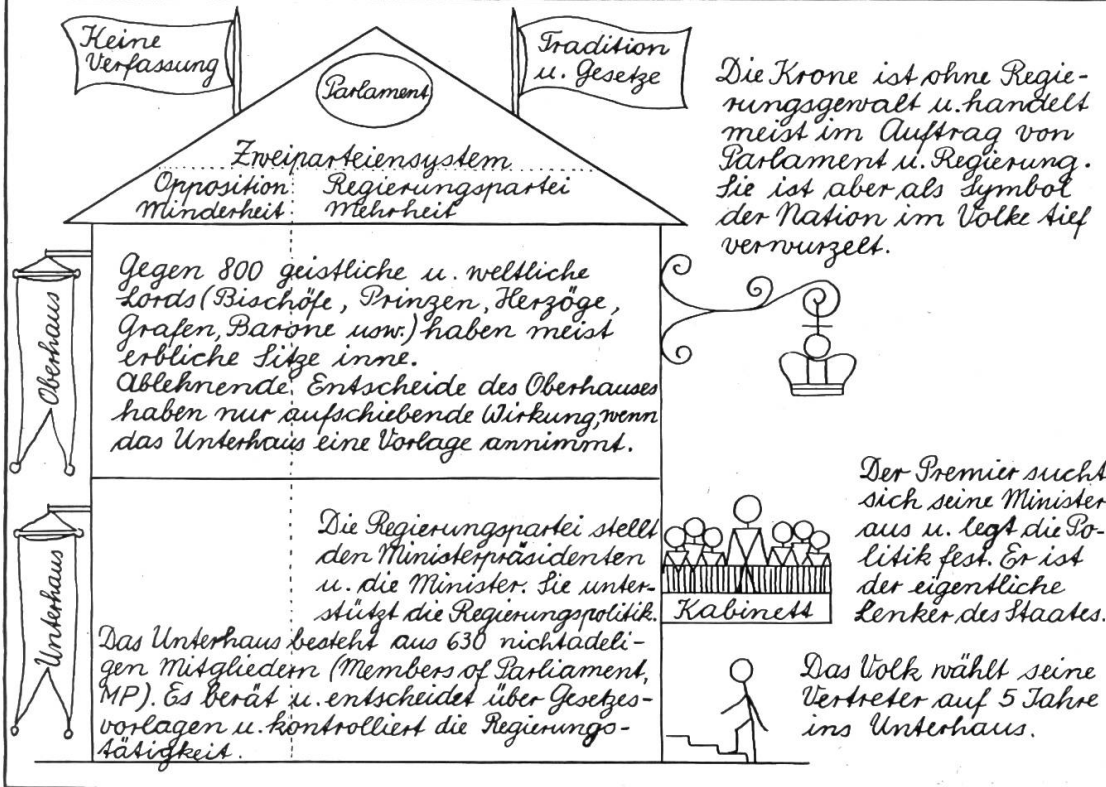 Keine
Verfassung
Tradition
u. Gesetze
Parlament
Zweiparteiensystem
Opposition Regierungspartei
Minderheit Mehrheit
Die Krone ist ohne Regie-
rungsgewalt u. handelt
meist im Auftrag von
Parlament u. Regierung.
Sie ist aber als Symbol
der Nation im Volke tief
verwurzelt.
Oberhaus
Gegen 800 geistliche u. weltliche
Lords (Bischöfe, Prinzen, Herzöge,
Grafen, Barone usw.) haben meist
erbliche Sitze inne.
Ablehnende Entscheide des Oberhauses
haben nur aufschiebende Wirkung, wenn
das Unterhaus eine Vorlage annimmt.
Unterhaus
Die Regierungspartei stellt
den Ministerpräsidenten
u. die Minister. Sie unter-
stützt die Regierungspolitik.
Das Unterhaus besteht aus 630 nichtadeli-
gen Mitgliedern (Members of Parliament,
MP). Es berät u. entscheidet über Gesetzes-
vorlagen u. kontrolliert die Regierungs-
tätigkeit.
Kabinett
Der Premier sucht
sich seine Minister
aus u. legt die Po-
litik fest. Er ist
der eigentliche
Lenker des Staates.
Das Volk wählt seine
Vertreter auf 5 Jahre
ins Unterhaus.